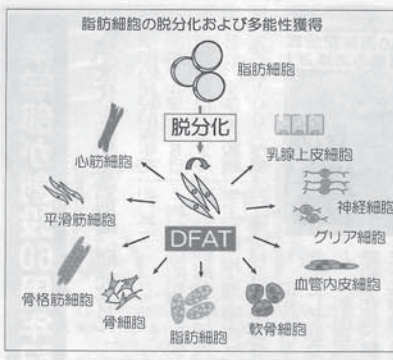 脂肪細胞の脱分化および多能性獲得
脂肪細胞
脱分化
心筋細胞
乳腺上皮細胞
平滑筋細胞
神経細胞
グリア細胞
DFAT
骨格筋細胞
血管内皮細胞
骨細胞
脂肪細胞
軟骨細胞